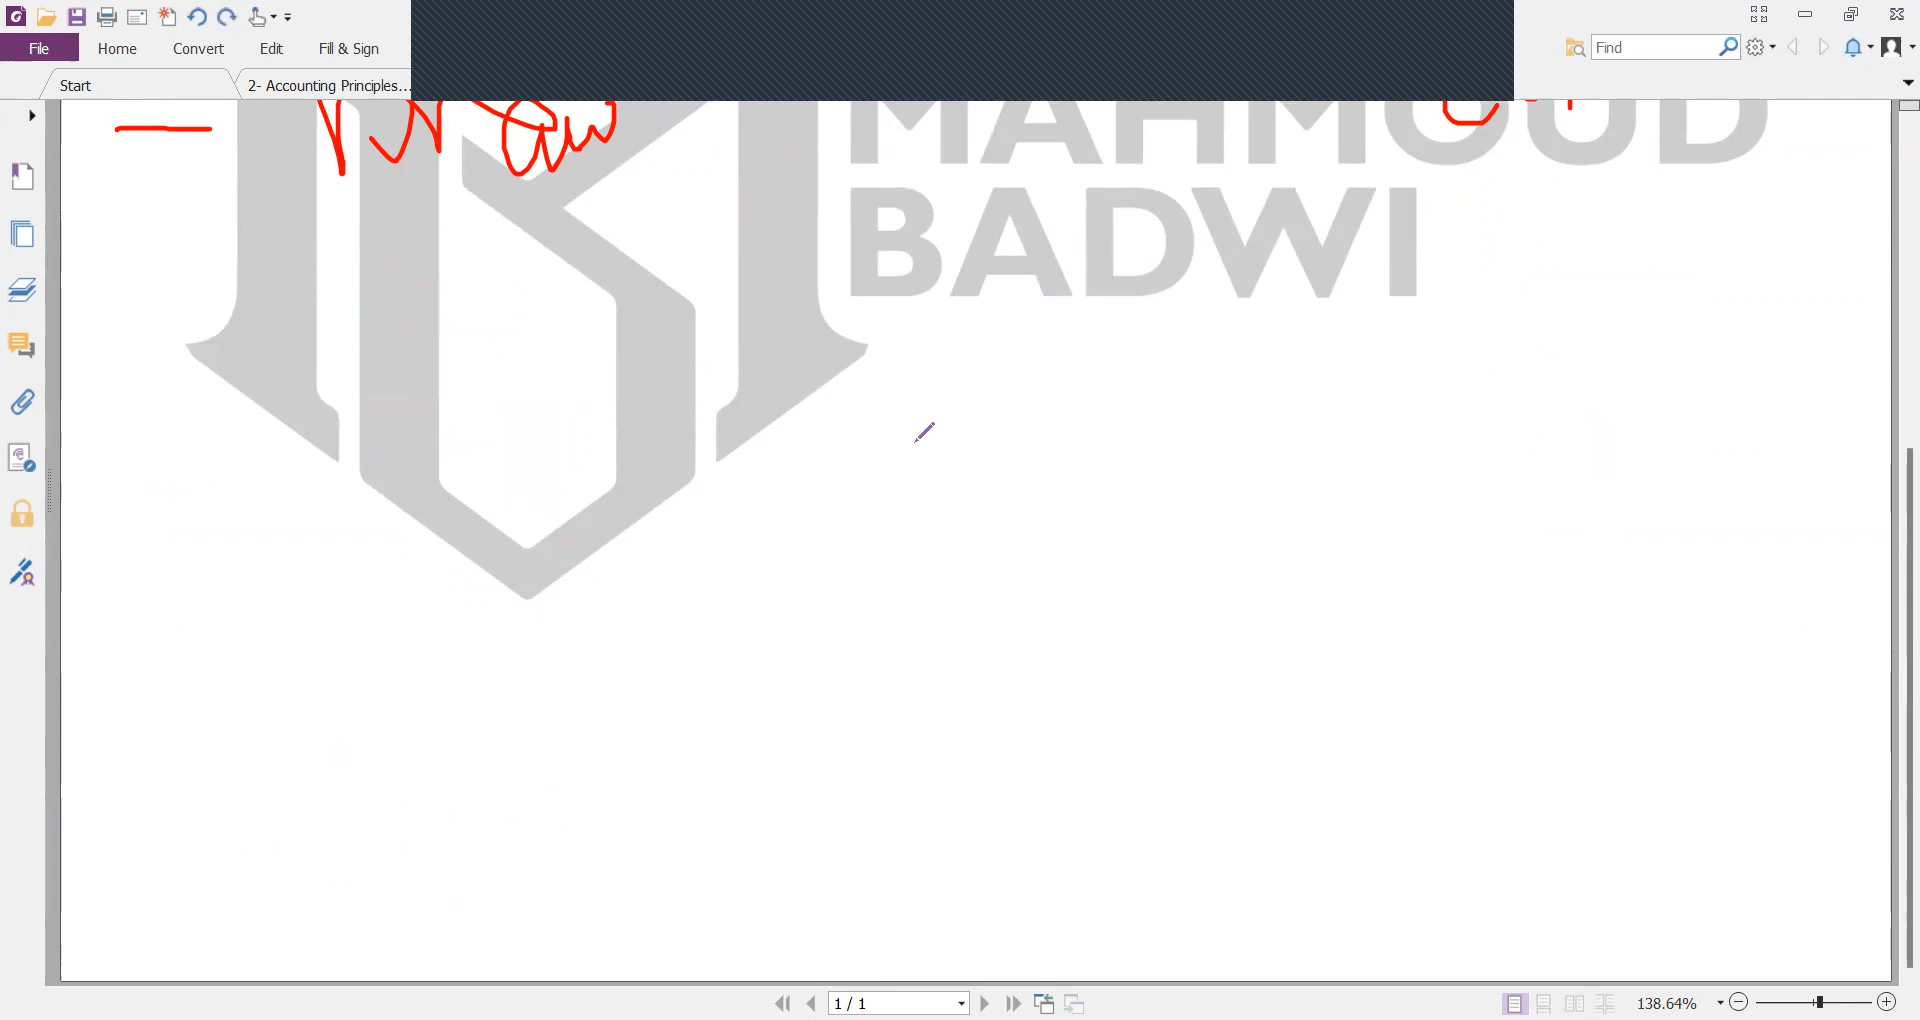 File
Home
Convert
Edit
Fill & Sign
Find
Start
2- Accounting Principles...
MAHMOUD
BADWI
1 / 1
138.64%